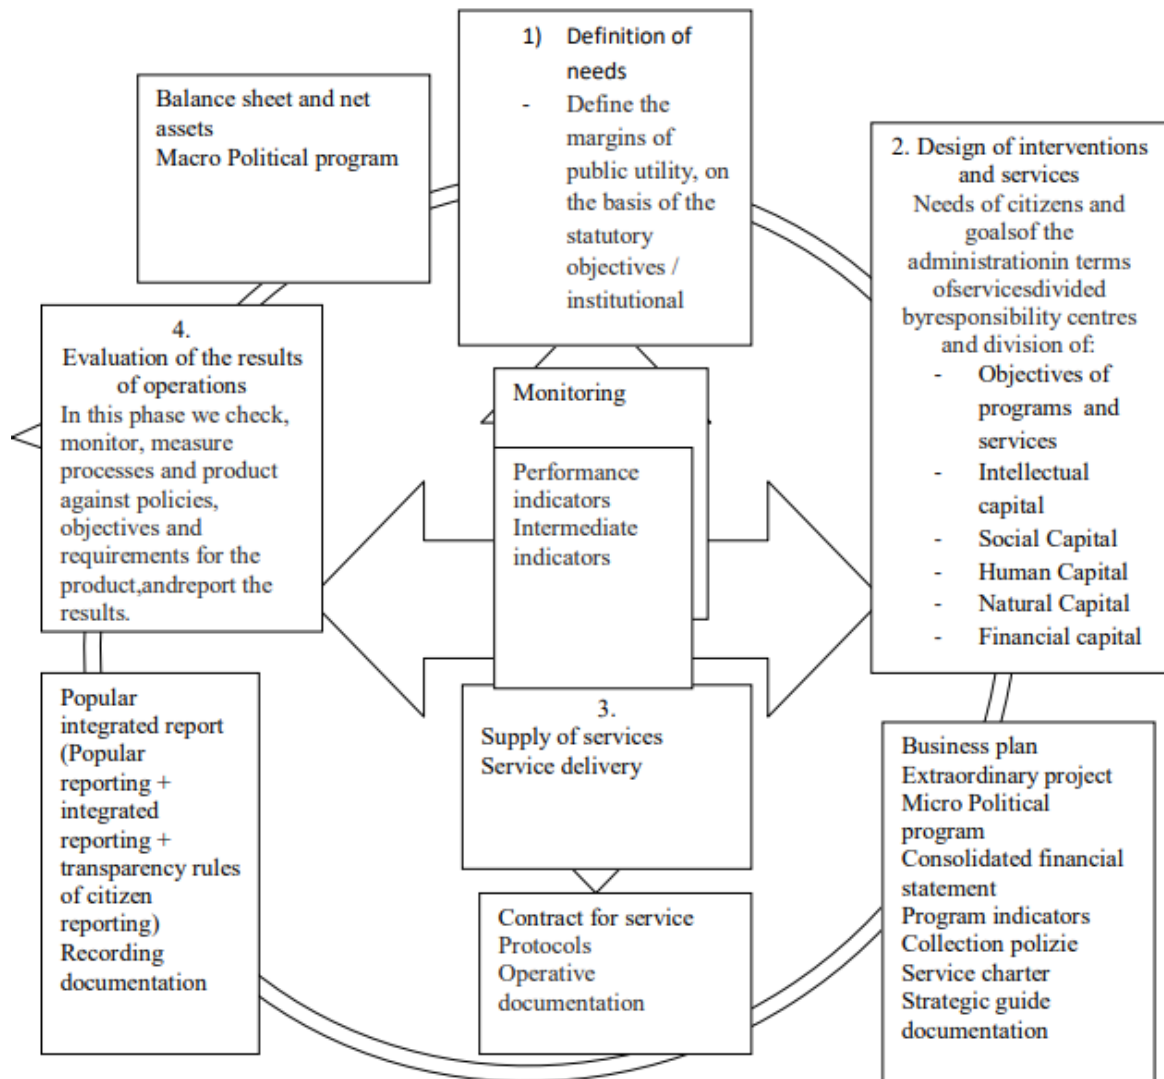 1) Definition of
needs
- Define the
margins of
public utility, on
the basis of the
statutory
objectives /
institutional
Balance sheet and net
assets
Macro Political program
2. Design of interventions
and services
Needs of citizens and
goalsof the
administrationin terms
ofservicesdivided
byresponsibility centres
and division of:
- Objectives of
programs and
services
- Intellectual
capital
- Social Capital
- Human Capital
- Natural Capital
- Financial capital
4.
Evaluation of the results
of operations
In this phase we check,
monitor, measure
processes and product
against policies,
objectives and
requirements for the
product,andreport the
results.
Monitoring
Performance
indicators
Intermediate
indicators
3.
Supply of services
Service delivery
Popular
integrated report
(Popular
reporting +
integrated
reporting +
transparency rules
of citizen
reporting)
Recording
documentation
Contract for service
Protocols
Operative
documentation
Business plan
Extraordinary project
Micro Political
program
Consolidated financial
statement
Program indicators
Collection polizie
Service charter
Strategic guide
documentation